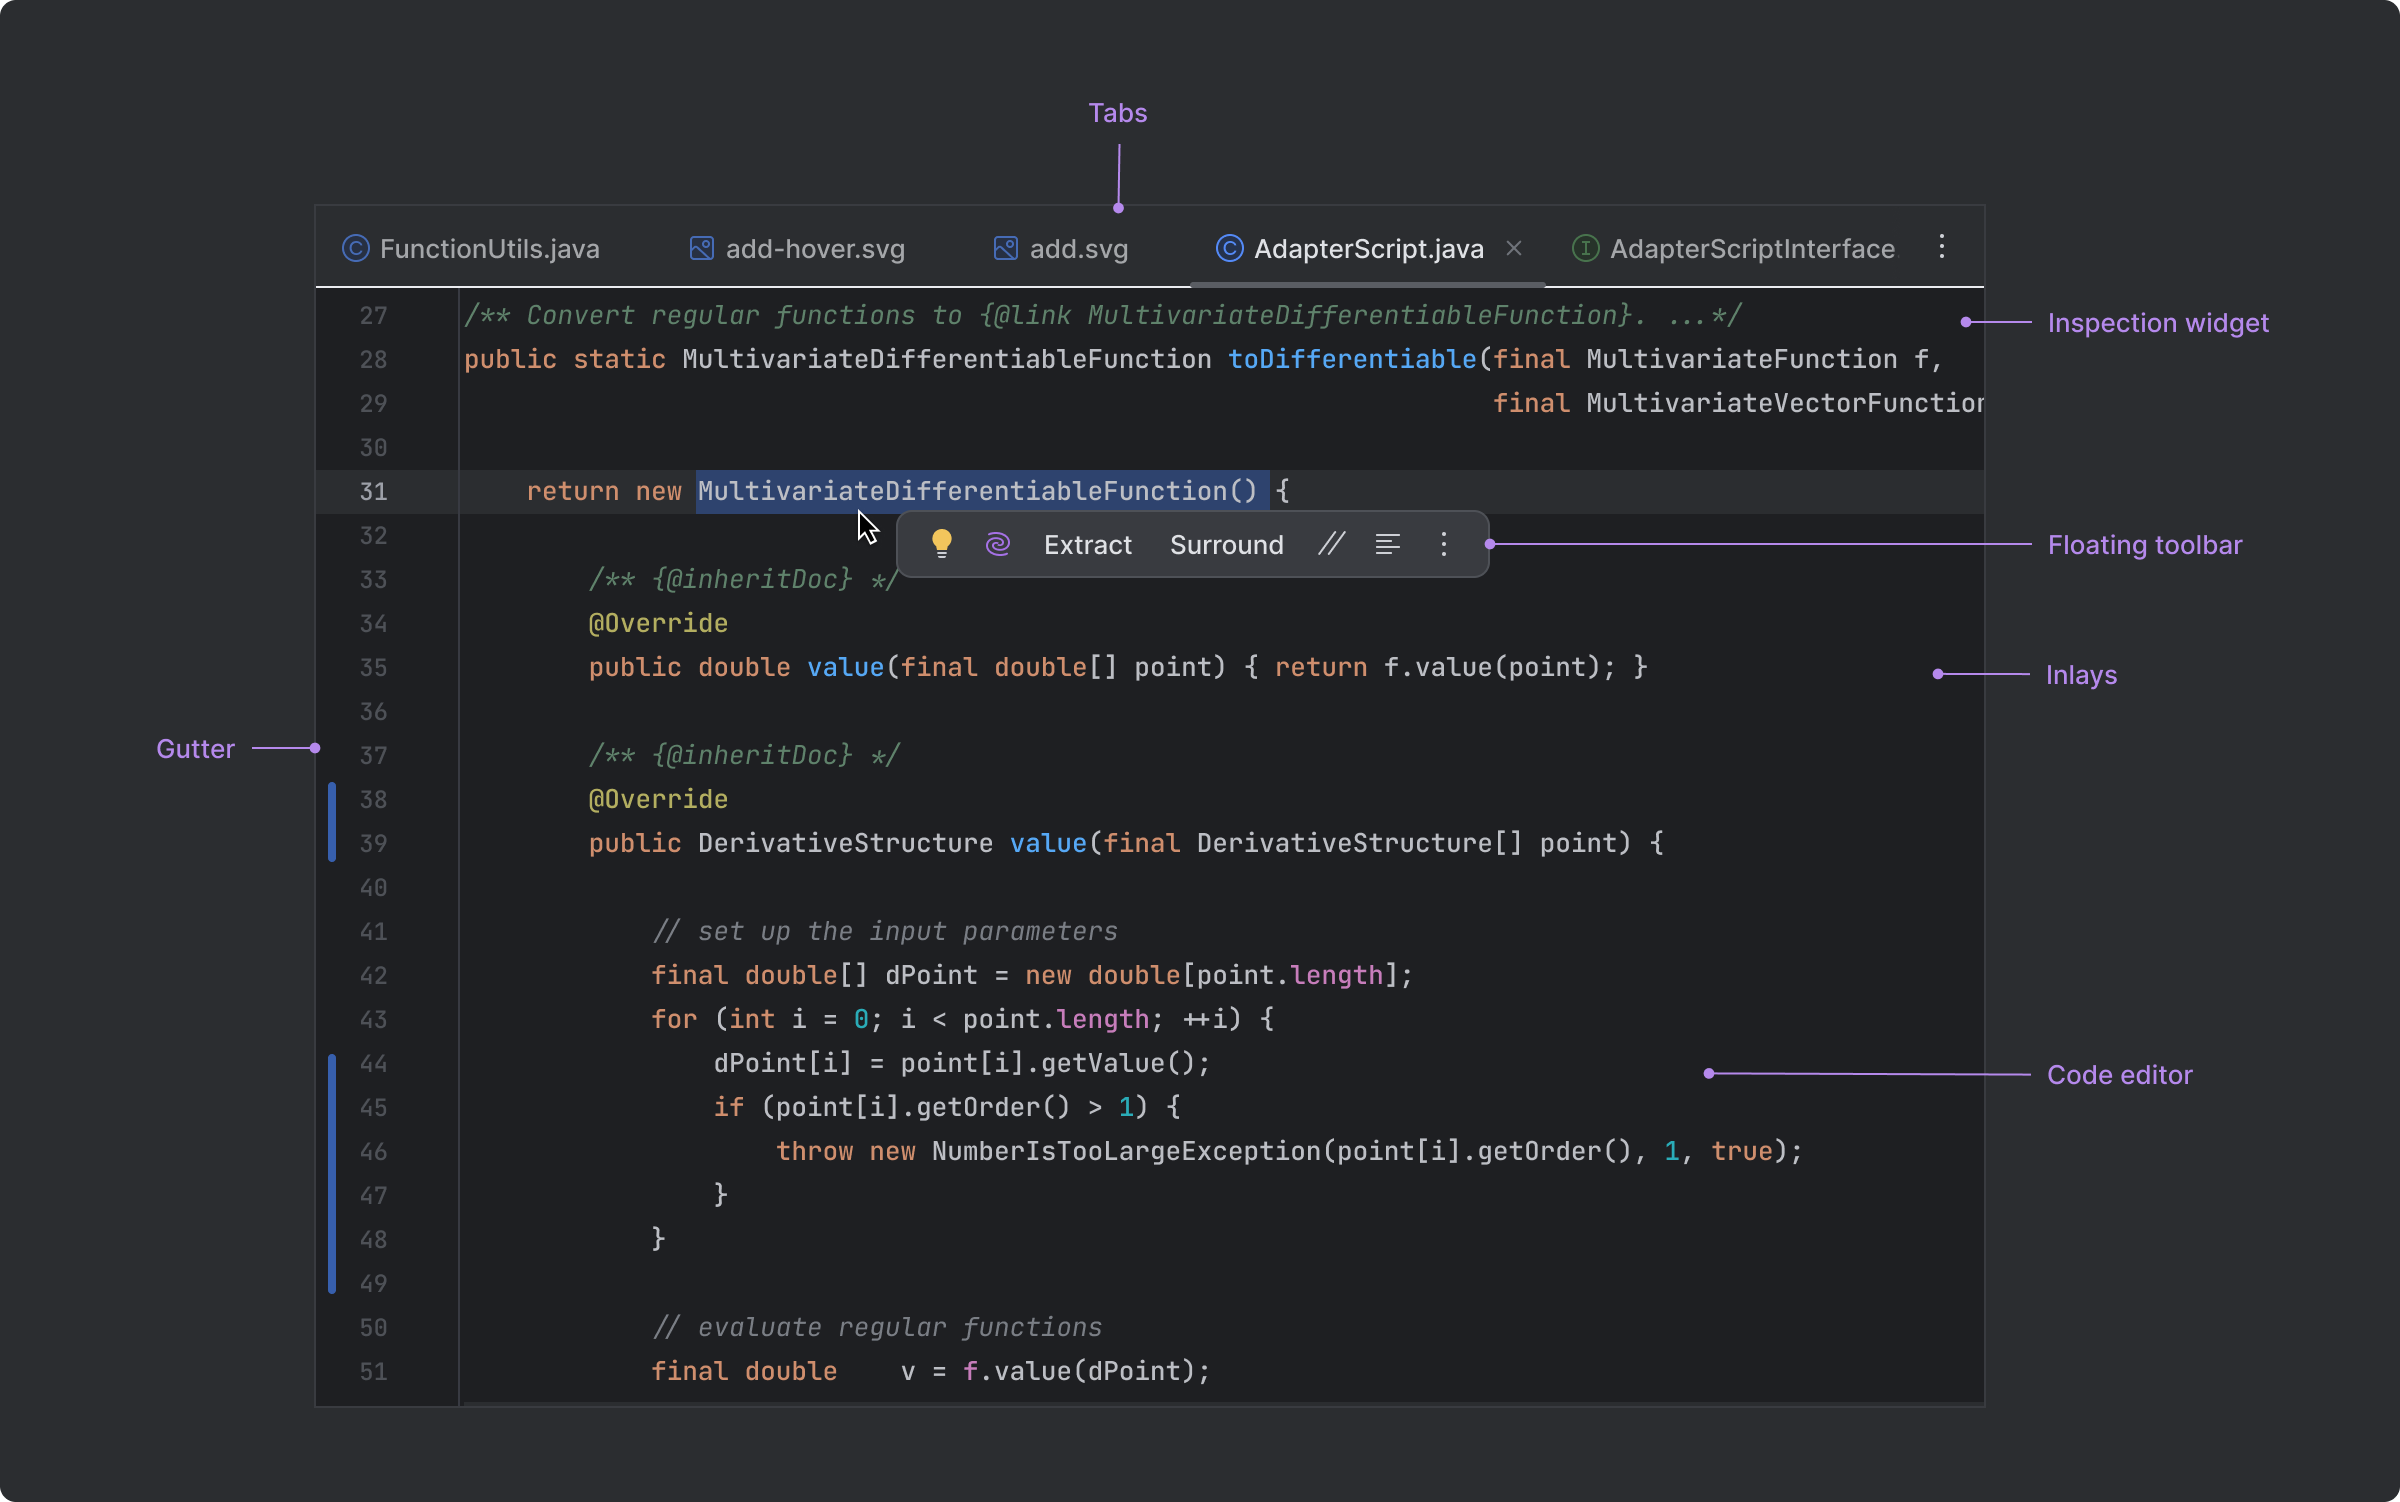 Tabs
FunctionUtils.java add-hover.svg add.svg AdapterScript.java AdapterScriptInterface
27 /** Convert regular functions to {@link MultivariateDifferentiableFunction}. ...*/
Inspection widget
28 public static MultivariateDifferentiableFunction toDifferentiable(final MultivariateFunction f,
29 final MultivariateVectorFunction
30
31 return new MultivariateDifferentiableFunction() {
32
Extract Surround //
Floating toolbar
33 /** {@inheritDoc} */
34 @Override
35 public double value(final double[] point) { return f.value(point); }
Inlays
36
Gutter
37 /** {@inheritDoc} */
38 @Override
39 public DerivativeStructure value(final DerivativeStructure[] point) {
40
41 // set up the input parameters
42 final double[] dPoint = new double[point.length];
43 for (int i = 0; i < point.length; ++i) {
44 dPoint[i] = point[i].getValue();
Code editor
45 if (point[i].getOrder() > 1) {
46 throw new NumberIsTooLargeException(point[i].getOrder(), 1, true);
47 }
48 }
49
50 // evaluate regular functions
51 final double v = f.value(dPoint);